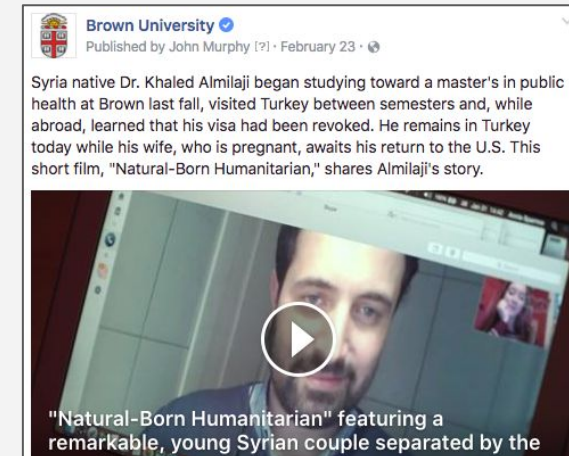 Brown University
Published by John Murphy [?] · February 23 ·
Syria native Dr. Khaled Almilaji began studying toward a master's in public
health at Brown last fall, visited Turkey between semesters and, while
abroad, learned that his visa had been revoked. He remains in Turkey
today while his wife, who is pregnant, awaits his return to the U.S. This
short film, "Natural-Born Humanitarian," shares Almilaji's story.
"Natural-Born Humanitarian" featuring a
remarkable, young Syrian couple separated by the